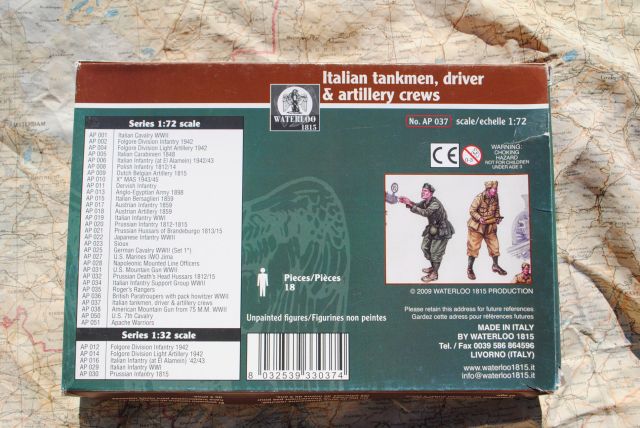 Italian tankmen, driver
& artillery crews
WATERLOO
1815
No. AP 037 scale/echelle 1:72
Series 1:72 scale
AP 001 Italian Cavalry WWII
AP 002 Folgore Division Infantry 1942
AP 004 Folgore Division Light Artillery 1942
AP 005 Italian Carabinieri 1848
AP 006 Italian Infantry (at El Alamein) 1942/43
AP 008 Polish Infantry 1812/14
AP 009 Dutch Belgian Artillery 1815
AP 010 X° MAS 1943/45
AP 011 Dervish Infantry
AP 013 Anglo-Egyptian Army 1898
AP 015 Italian Bersaglieri 1859
AP 017 Austrian Infantry 1859
AP 018 Austrian Artillery 1859
AP 019 Italian Infantry WWI
AP 020 Prussian Infantry 1812-1815
AP 021 Prussian Hussars of Brandeburgo 1813/15
AP 022 Japanese Infantry WWII
AP 023 Sioux
AP 025 German Cavalry WWII (Set 1°)
AP 027 U.S. Marines IWO Jima
AP 028 Napoleonic Mounted Line Officers
AP 031 U.S. Mountain Gun WWII
AP 032 Prussian Death's Head Hussars 1812/15
AP 034 Italian Infantry Support Group WWII
AP 035 Roger's Rangers
AP 036 British Paratroopers with pack howitzer WWII
AP 037 Italian tankmen, driver & artillery crews
AP 038 American Mountain Gun from 75 M.M. WWII
AP 050 U.S. 7th Cavalry
AP 051 Apache Warriors
Series 1:32 scale
AP 012 Folgore Division Infantry 1942
AP 014 Folgore Division Light Artillery 1942
AP 016 Italian Infantry (at El Alamein) '42/43
AP 029 Italian Infantry WWI
AP 030 Prussian Infantry 1815
Pieces/Pièces
18
Unpainted figures/Figurines non peintes
8 032539 330374
CE
0-3
WARNING:
CHOKING
HAZARD
NOT FOR CHILDREN
UNDER AGE 3
© 2009 WATERLOO 1815 PRODUCTION
Please retain this address for future references
Gardez cette adress pour références futures
MADE IN ITALY
BY WATERLOO 1815
Tel. / Fax 0039 586 864596
LIVORNO (ITALY)
www.waterloo1815.it
info@waterloo1815.it